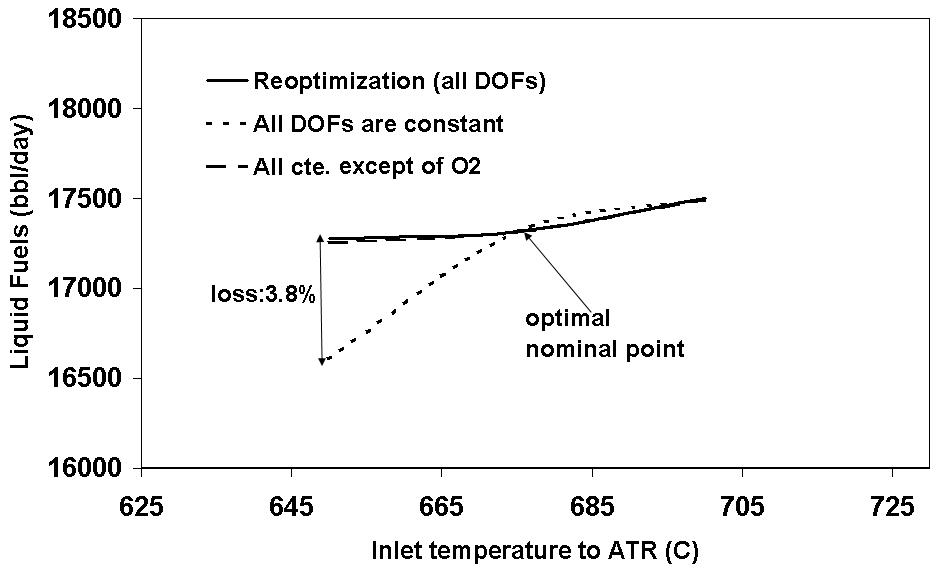 18500
18000
17500
17000
16500
16000
Liquid Fuels (bbl/day)
Reoptimization (all DOFs)
All DOFs are constant
All cte. except of O2
loss:3.8%
optimal
nominal point
625
645
665
685
705
725
Inlet temperature to ATR (C)